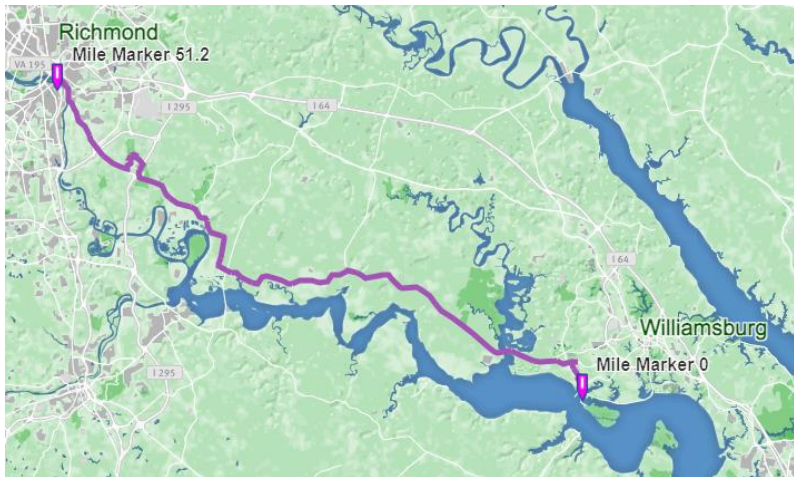 Richmond
Mile Marker 51.2
VA 195
I 295
I 64
I 64
Williamsburg
Mile Marker 0
I 295